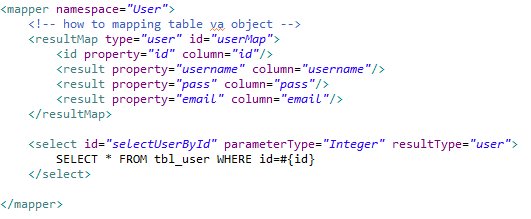 <mapper namespace="User">
<!-- how to mapping table va object -->
<resultMap type="user" id="userMap">
<id property="id" column="id"/>
<result property="username" column="username"/>
<result property="pass" column="pass"/>
<result property="email" column="email"/>
</resultMap>
<select id="selectUserById" parameterType="Integer" resultType="user">
SELECT * FROM tbl_user WHERE id=#{id}
</select>
</mapper>